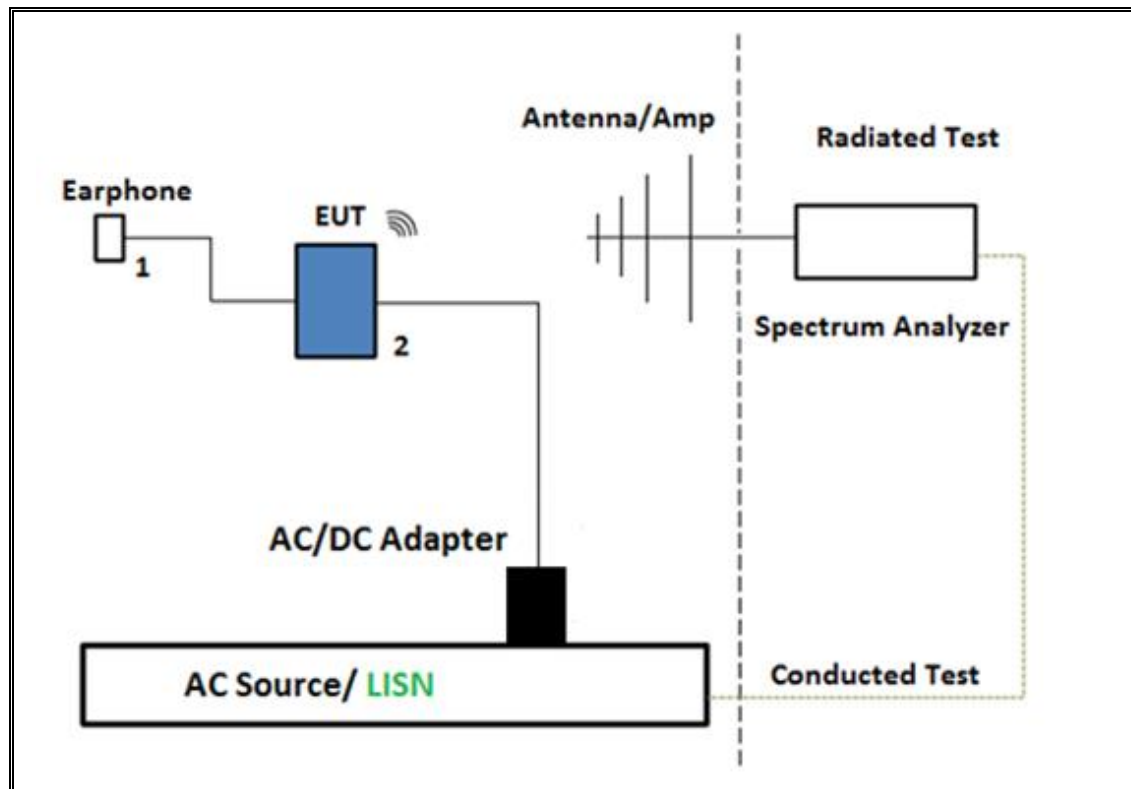 Antenna/Amp
Radiated Test
Earphone
EUT
1
2
Spectrum Analyzer
AC/DC Adapter
AC Source/ LISN
Conducted Test